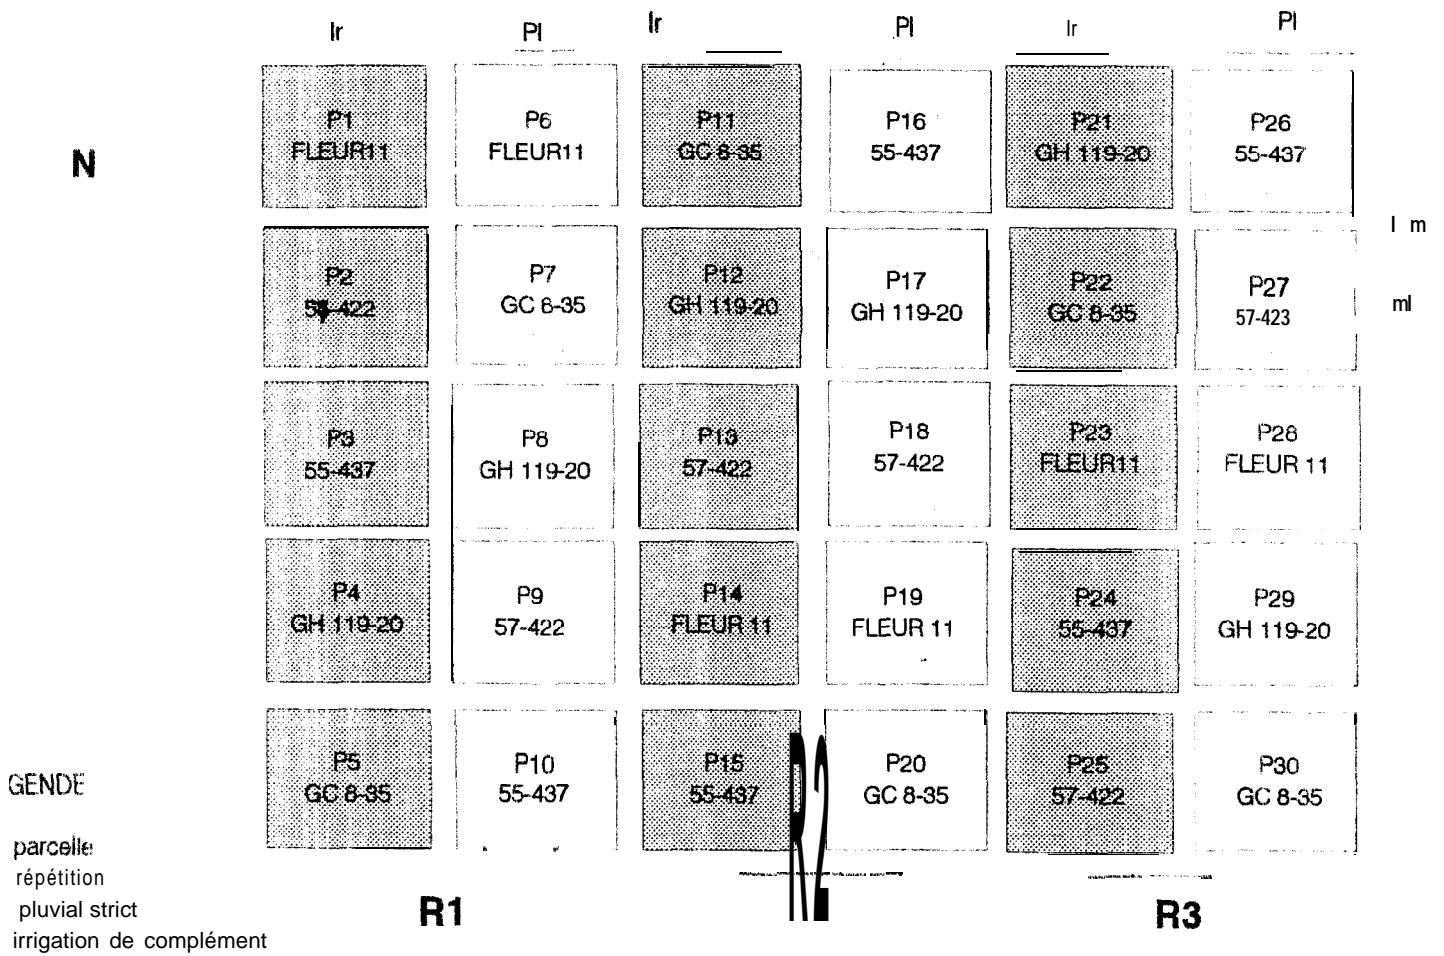 Ir Pl Ir Pl Ir Pl
P1 P6 P11 P16 P21 P26
FLEUR11 FLEUR11 GC 8-35 55-437 GH 119-20 55-437
N
I m
P2 P7 P12 P17 P22 P27
-422 GC 8-35 GH 119-20 GH 119-20 GC 8-35 57-423
ml
P3 P8 P13 P18 P23 P28
55-437 GH 119-20 57-422 57-422 FLEUR11 FLEUR 11
P4 P9 P14 P19 P24 P29
GH 119-20 57-422 FLEUR 11 FLEUR 11 55-437 GH 119-20
P5 P10 P15 P20 P25 P30
GC 8-35 55-437 55-437 GC 8-35 57-422 GC 8-35
GENDE
parcelle
répétition
pluvial strict
irrigation de complément
R1 R2 R3